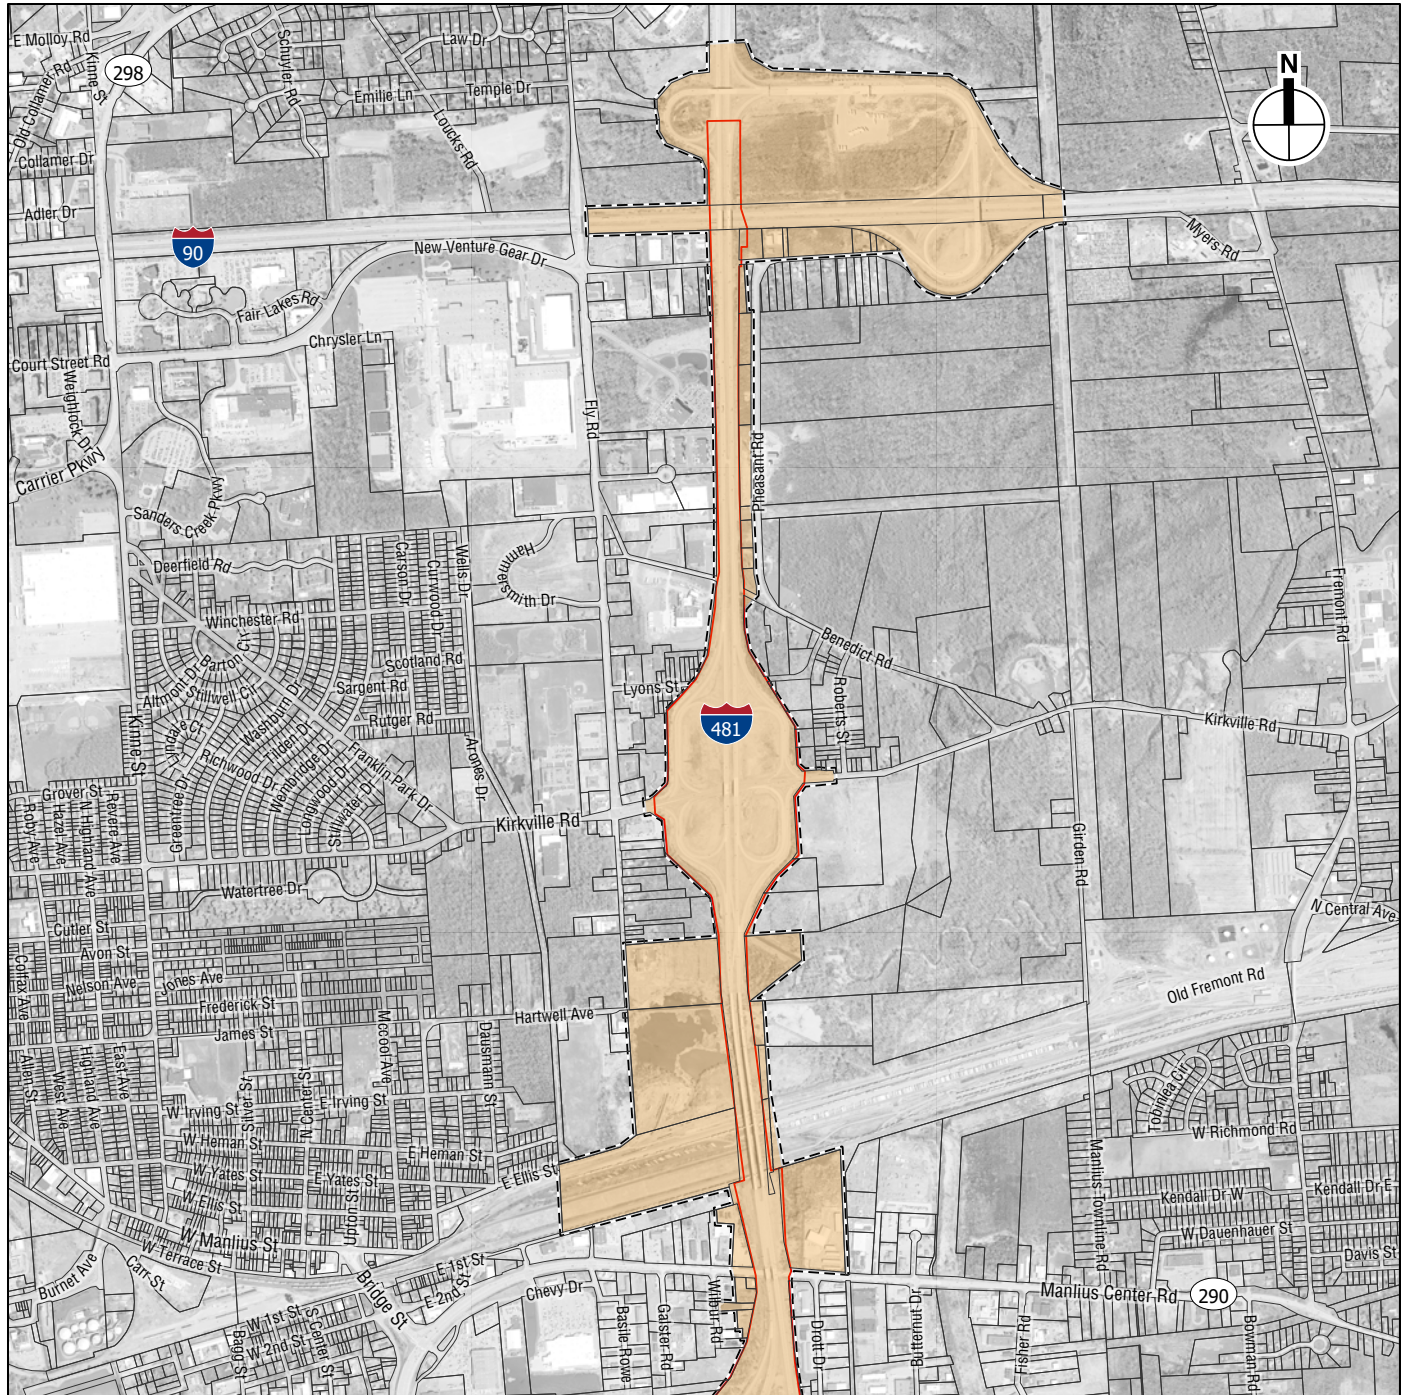 E Molloy Rd
Kinne St
298
Old Collamer Rd
Schuyler Rd
Law Dr
Emilie Ln
Temple Dr
Loucks Rd
Collamer Dr
Adler Dr
N
90
New Venture Gear Dr
Myers Rd
Fair Lakes Rd
Chrysler Ln
Court Street Rd
Weighlock Dr
Carrier Pkwy
Fly Rd
Pheasant Rd
Sanders Creek Pkwy
Deerfield Rd
Carson Dr
Curwood Dr
Wells Dr
Hammersmith Dr
Fremont Rd
Winchester Rd
Barton Ct
Scotland Rd
Altmont Dr
Stillwell Cir
Sargent Rd
Benedict Rd
Lyons St
Roberts St
Washburn Dr
Rutger Rd
Kinne St
Lyndale Ct
Tilden Dr
481
Kirkville Rd
Richwood Dr
Wembridge Dr
Franklin Park Dr
Arones Dr
Longwood Dr
Stillwater Dr
Greentree Dr
Grover St
Roby Ave
Hazel Ave
N Highland Ave
Revere Ave
Kirkville Rd
Girden Rd
Watertree Dr
N Central Ave
Cutler St
Avon St
Colfax Ave
Nelson Ave
Jones Ave
Frederick St
Old Fremont Rd
Hartwell Ave
James St
Mccool Ave
Dausmann St
Allen St
West Ave
Highland Ave
East Ave
Silver St
N Center St
E Irving St
W Irving St
Tobinlea Cir
W Richmond Rd
W Heman St
E Heman St
W Yates St
E Yates St
E Ellis St
W Ellis St
Upton St
Manlius Townline Rd
Kendall Dr W
Kendall Dr E
W Dauenhauer St
Davis St
W Manlius St
W Terrace St
Burnet Ave
Carr St
Bridge St
E 1st St
E 2nd St
Chevy Dr
Manlius Center Rd
290
W 1st St
W 2nd St
Bagg St
S Center St
Basile Rowe
Galster Rd
Wilbur Rd
Drott Dr
Butternut Dr
Fisher Rd
Bowman Rd